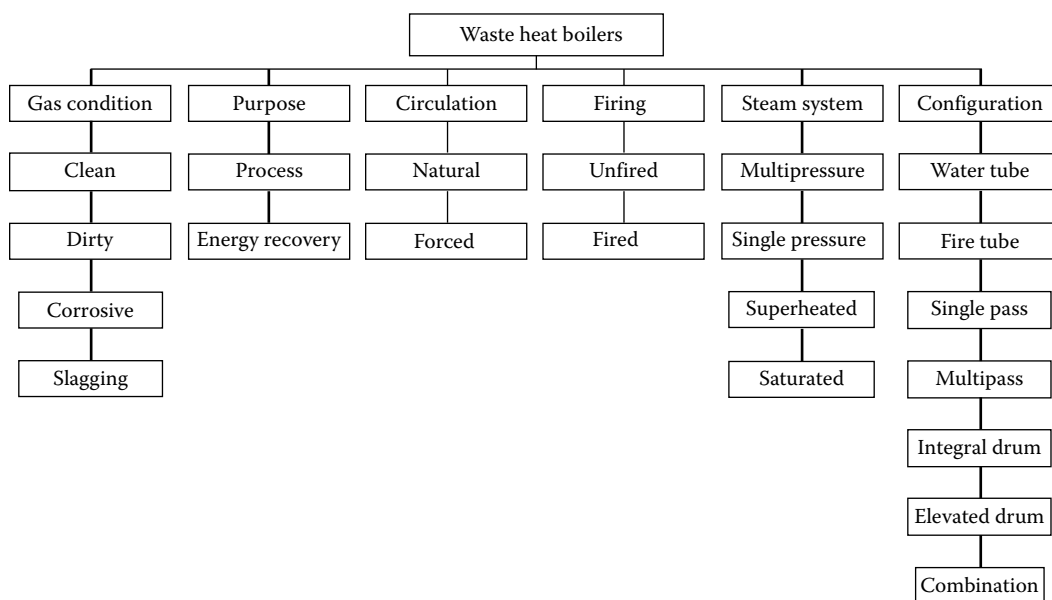 Waste heat boilers
Gas condition
Purpose
Circulation
Firing
Steam system
Configuration
Clean
Process
Natural
Unfired
Multipressure
Water tube
Dirty
Energy recovery
Forced
Fired
Single pressure
Fire tube
Corrosive
Superheated
Single pass
Slagging
Saturated
Multipass
Integral drum
Elevated drum
Combination